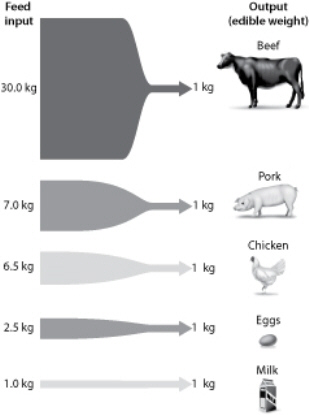 Feed
input
Output
(edible weight)
Beef
30.0 kg
1 kg
Pork
7.0 kg
1 kg
Chicken
6.5 kg
1 kg
Eggs
2.5 kg
1 kg
Milk
1.0 kg
1 kg